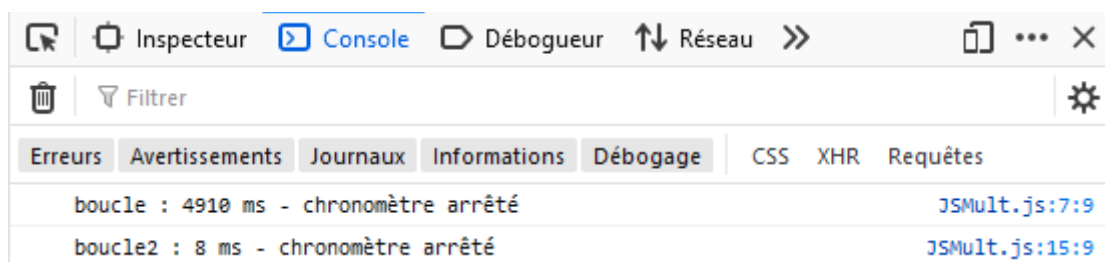 Inspecteur Console Débogueur Réseau
Filtrer
Erreurs Avertissements Journaux Informations Débogage CSS XHR Requêtes
boucle : 4910 ms - chronomètre arrêté JSMult.js:7:9
boucle2 : 8 ms - chronomètre arrêté JSMult.js:15:9